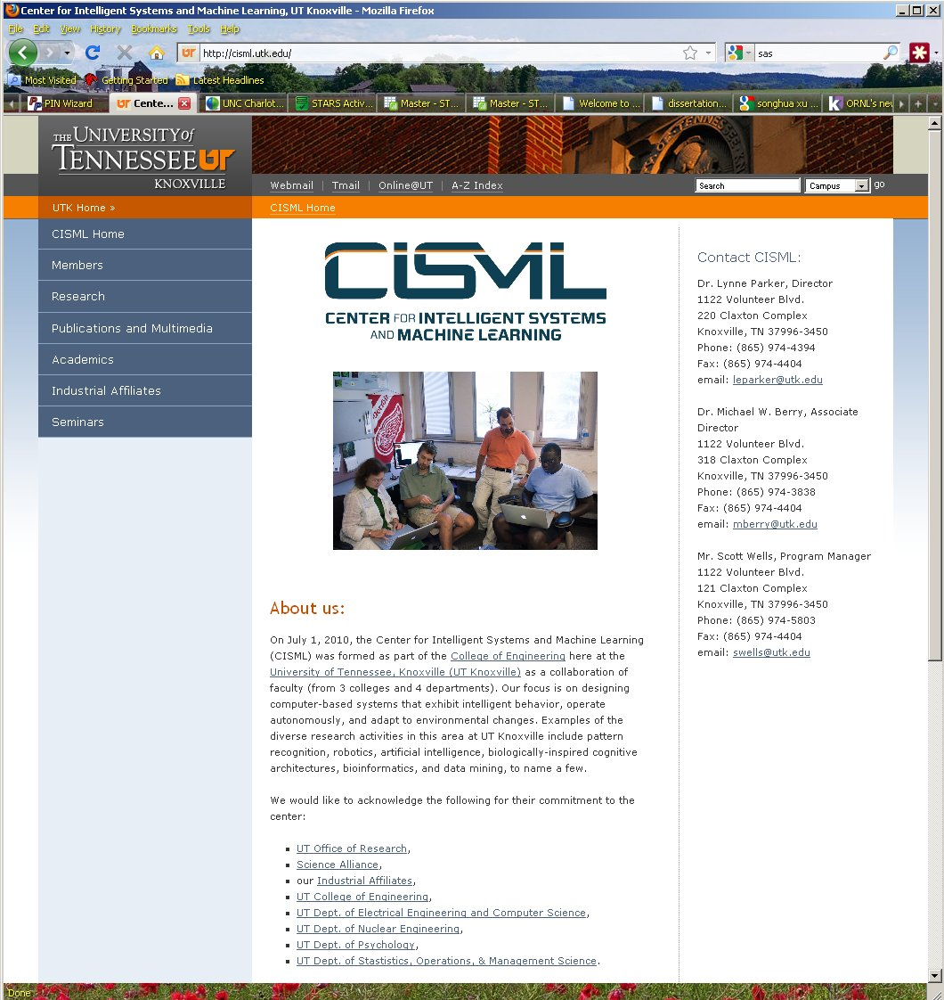 Center for Intelligent Systems and Machine Learning, UT Knoxville - Mozilla Firefox
File Edit View History Bookmarks Tools Help
http://cisml.utk.edu/
sas
Most Visited Getting Started Latest Headlines
PIN Wizard Cente... UNC Charlot... STARS Activ... Master - ST... Master - ST... Welcome to ... dissertation... songhua xu ... ORNL's nev
THE UNIVERSITY of
TENNESSEE UT
KNOXVILLE
Webmail | Tmail | Online@UT | A-Z Index
Search Campus go
UTK Home »
CISML Home
CISML Home
Members
Research
Publications and Multimedia
Academics
Industrial Affiliates
Seminars
CISML
CENTER FOR INTELLIGENT SYSTEMS
AND MACHINE LEARNING
About us:
On July 1, 2010, the Center for Intelligent Systems and Machine Learning
(CISML) was formed as part of the College of Engineering here at the
University of Tennessee, Knoxville (UT Knoxville) as a collaboration of
faculty (from 3 colleges and 4 departments). Our focus is on designing
computer-based systems that exhibit intelligent behavior, operate
autonomously, and adapt to environmental changes. Examples of the
diverse research activities in this area at UT Knoxville include pattern
recognition, robotics, artificial intelligence, biologically-inspired cognitive
architectures, bioinformatics, and data mining, to name a few.
We would like to acknowledge the following for their commitment to the
center:
UT Office of Research,
Science Alliance,
our Industrial Affiliates,
UT College of Engineering,
UT Dept. of Electrical Engineering and Computer Science,
UT Dept. of Nuclear Engineering,
UT Dept. of Psychology,
UT Dept. of Stastistics, Operations, & Management Science.
Contact CISML:
Dr. Lynne Parker, Director
1122 Volunteer Blvd.
220 Claxton Complex
Knoxville, TN 37996-3450
Phone: (865) 974-4394
Fax: (865) 974-4404
email: leparker@utk.edu
Dr. Michael W. Berry, Associate
Director
1122 Volunteer Blvd.
318 Claxton Complex
Knoxville, TN 37996-3450
Phone: (865) 974-3838
Fax: (865) 974-4404
email: mberry@utk.edu
Mr. Scott Wells, Program Manager
1122 Volunteer Blvd.
121 Claxton Complex
Knoxville, TN 37996-3450
Phone: (865) 974-5803
Fax: (865) 974-4404
email: swells@utk.edu
Done